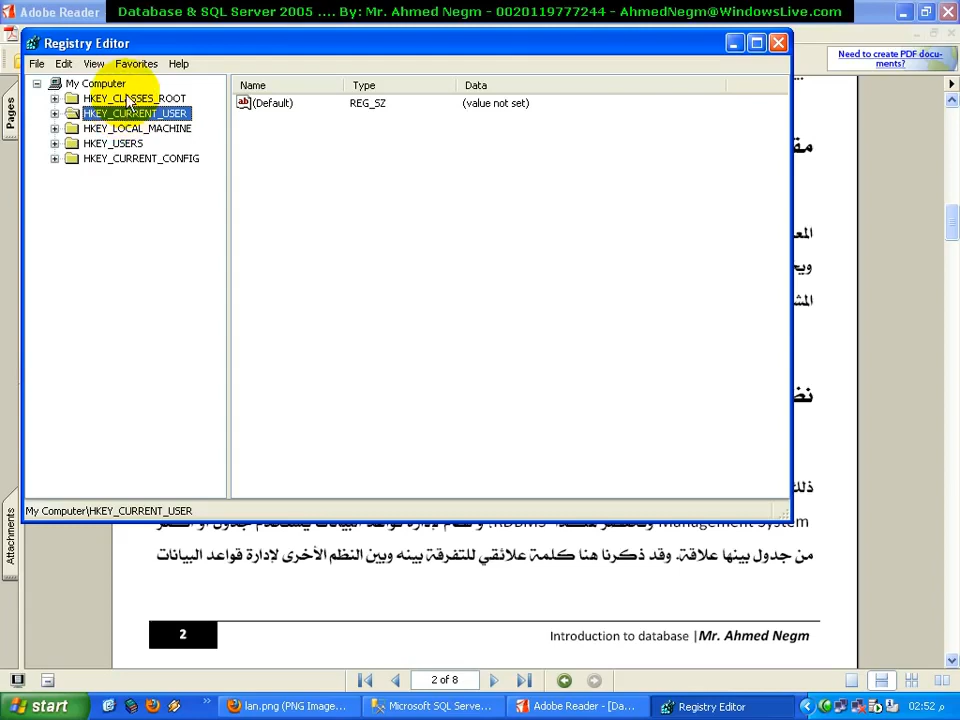 Adobe Reader
Database & SQL Server 2005 .... By: Mr. Ahmed Negm - 0020119777244 - AhmedNegm@WindowsLive.com
Need to create PDF docu-
ments?
Registry Editor
File Edit View Favorites Help
My Computer
HKEY_CLASSES_ROOT
HKEY_CURRENT_USER
HKEY_LOCAL_MACHINE
HKEY_USERS
HKEY_CURRENT_CONFIG
Name Type Data
(Default) REG_SZ (value not set)
My Computer\HKEY_CURRENT_USER
Pages
Attachments
ذلك
من جدول بينها علاقة. وقد ذكرنا هنا كلمة علائقي للتفرقة بينه وبين النظم الأخرى لإدارة قواعد البيانات
2
Introduction to database | Mr. Ahmed Negm
2 of 8
start
lan.png (PNG Image...
Microsoft SQL Serve...
Adobe Reader - [Da...
Registry Editor
02:52 م